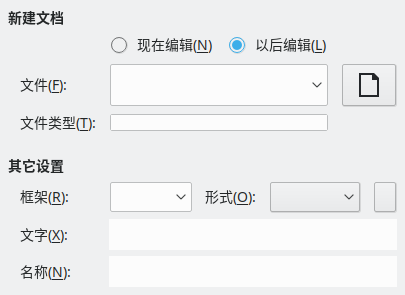 新建文档
现在编辑(N) 以后编辑(L)
文件(F):
文件类型(T):
其它设置
框架(R): 形式(O):
文字(X):
名称(N):